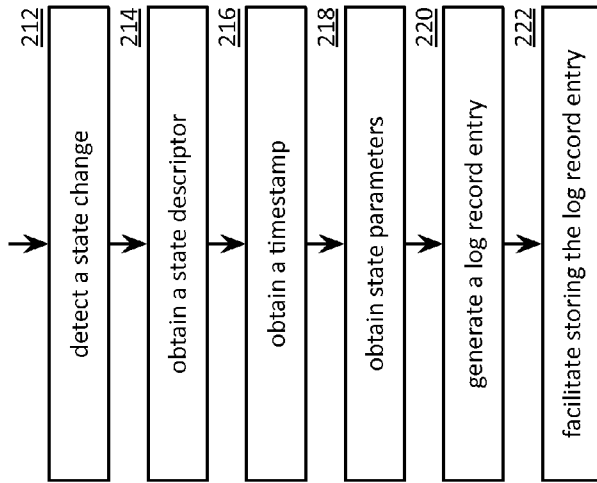 212
detect a state change
214
obtain a state descriptor
216
obtain a timestamp
218
obtain state parameters
220
generate a log record entry
222
facilitate storing the log record entry